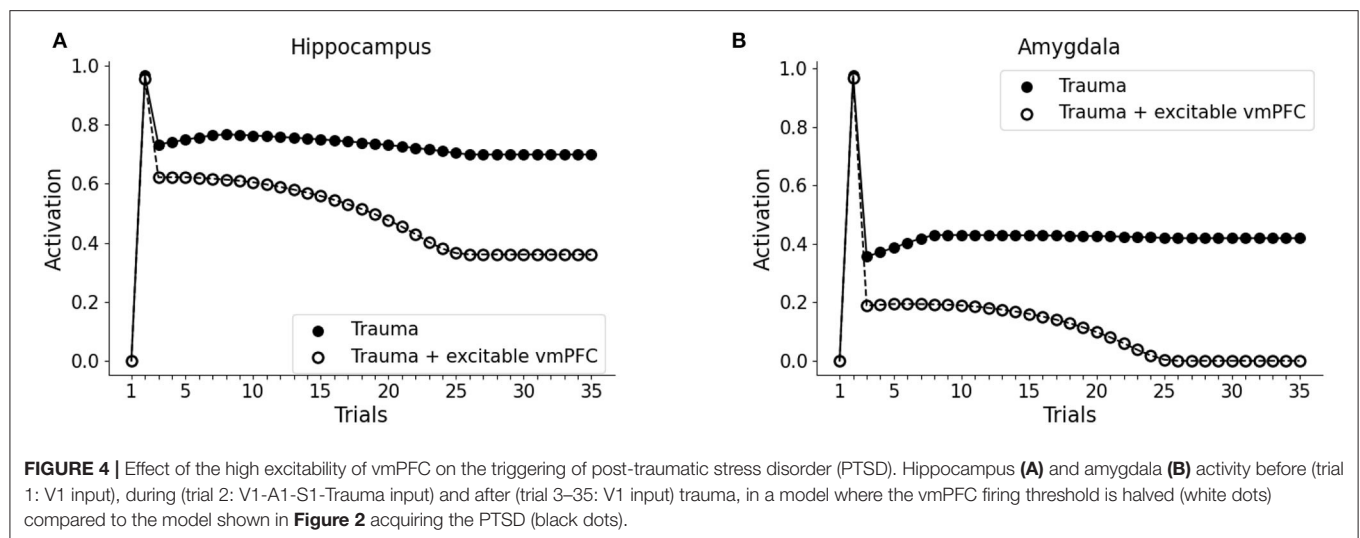 A
Hippocampus
1.0
0.8
0.6
0.4
0.2
0.0
Activation
Trauma
Trauma + excitable vmPFC
1 5 10 15 20 25 30 35
Trials
B
Amygdala
1.0
0.8
0.6
0.4
0.2
0.0
Activation
Trauma
Trauma + excitable vmPFC
1 5 10 15 20 25 30 35
Trials
FIGURE 4 | Effect of the high excitability of vmPFC on the triggering of post-traumatic stress disorder (PTSD). Hippocampus (A) and amygdala (B) activity before (trial
1: V1 input), during (trial 2: V1-A1-S1-Trauma input) and after (trial 3–35: V1 input) trauma, in a model where the vmPFC firing threshold is halved (white dots)
compared to the model shown in Figure 2 acquiring the PTSD (black dots).